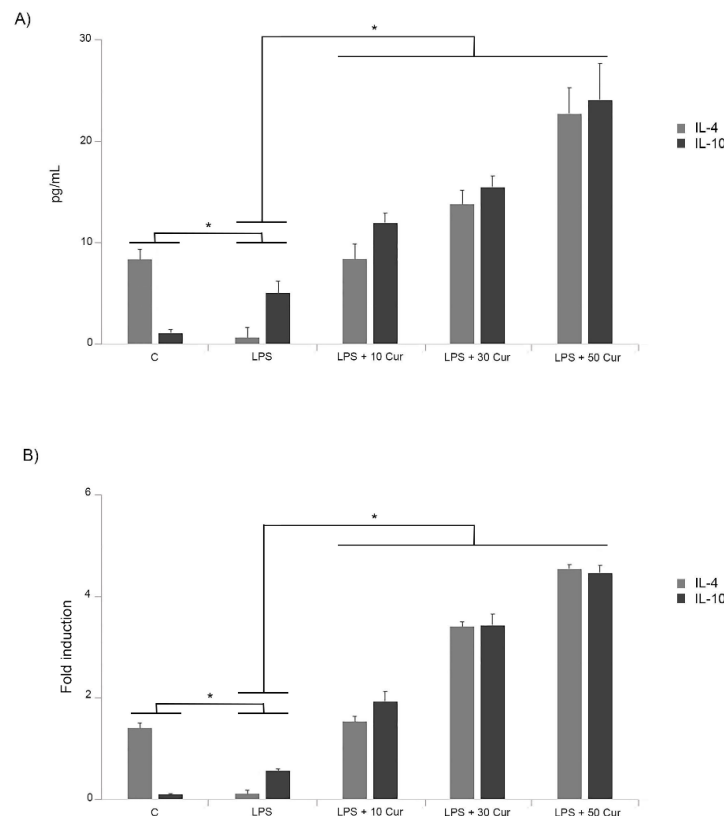 A)
30
*
20
pg/mL
IL-4
IL-10
*
10
0
C
LPS
LPS + 10 Cur
LPS + 30 Cur
LPS + 50 Cur
B)
6
*
4
Fold induction
IL-4
IL-10
2
*
0
C
LPS
LPS + 10 Cur
LPS + 30 Cur
LPS + 50 Cur